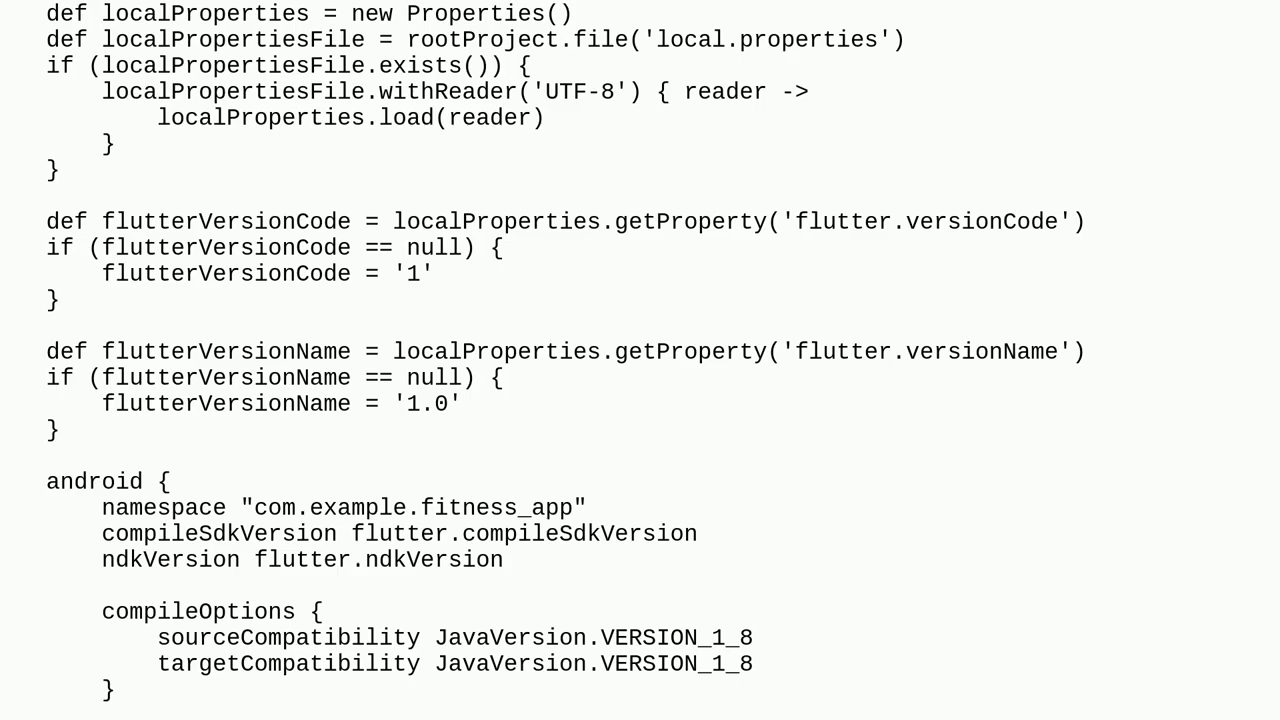 def localProperties = new Properties()
def localPropertiesFile = rootProject.file('local.properties')
if (localPropertiesFile.exists()) {
    localPropertiesFile.withReader('UTF-8') { reader ->
        localProperties.load(reader)
    }
}

def flutterVersionCode = localProperties.getProperty('flutter.versionCode')
if (flutterVersionCode == null) {
    flutterVersionCode = '1'
}

def flutterVersionName = localProperties.getProperty('flutter.versionName')
if (flutterVersionName == null) {
    flutterVersionName = '1.0'
}

android {
    namespace "com.example.fitness_app"
    compileSdkVersion flutter.compileSdkVersion
    ndkVersion flutter.ndkVersion

    compileOptions {
        sourceCompatibility JavaVersion.VERSION_1_8
        targetCompatibility JavaVersion.VERSION_1_8
    }